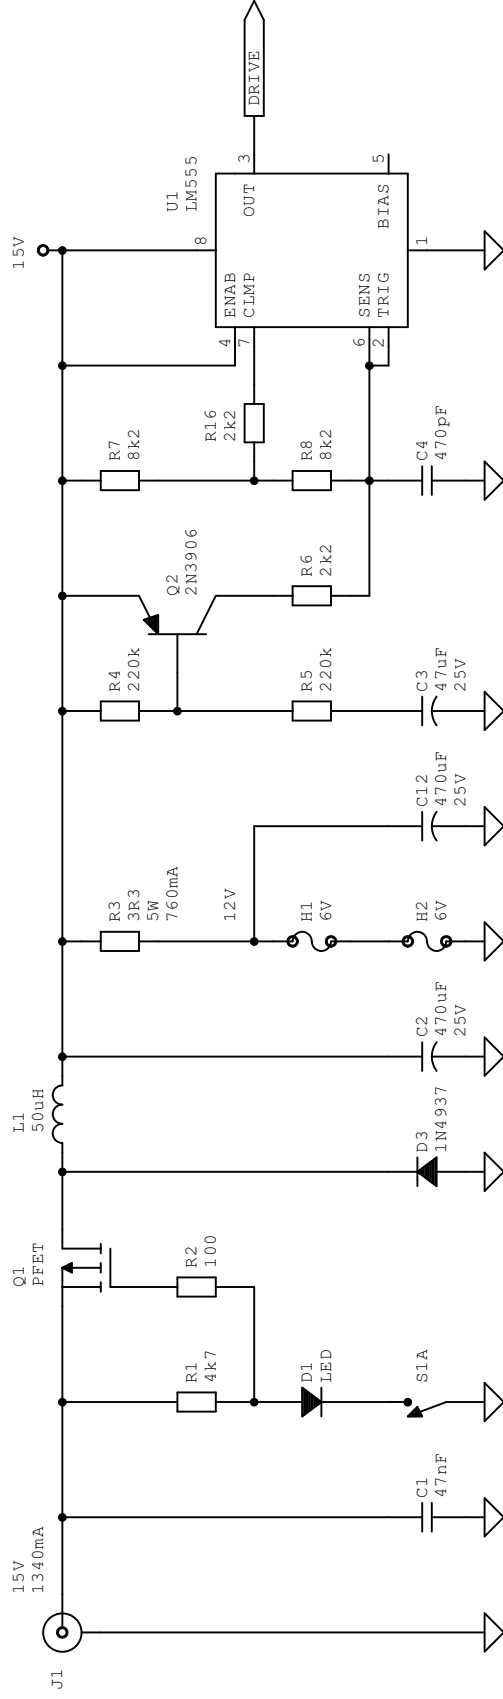 J1
15V
1340mA
C1
47nF
R1
4k7
D1
LED
S1A
R2
100
Q1
PFET
D3
1N4937
L1
50uH
C2
470uF
25V
R3
3R3
5W
760mA
12V
H1
6V
H2
6V
C12
470uF
25V
R4
220k
R5
220k
C3
47uF
25V
Q2
2N3906
R6
2k2
R7
8k2
R16
2k2
R8
8k2
C4
470pF
15V
U1
LM555
8
4
ENAB
7
CLMP
6
SENS
2
TRIG
1
3
OUT
5
BIAS
DRIVE